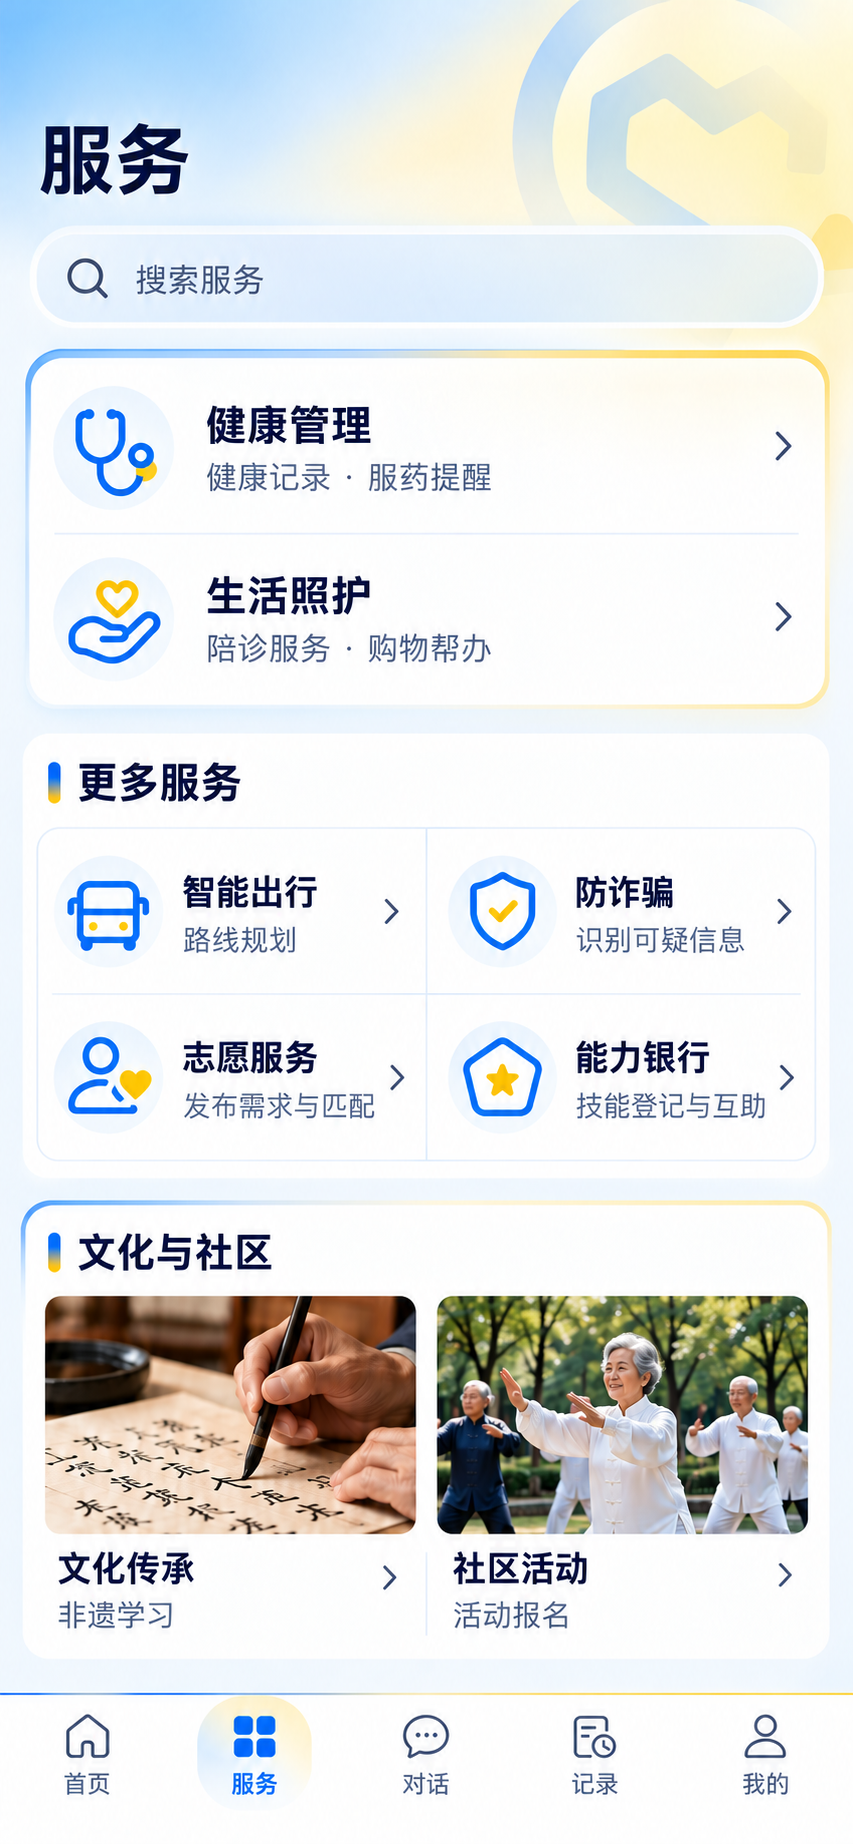 服务
搜索服务
健康管理
健康记录 · 服药提醒
生活照护
陪诊服务 · 购物帮办
更多服务
智能出行
路线规划
防诈骗
识别可疑信息
志愿服务
发布需求与匹配
能力银行
技能登记与互助
文化与社区
文化传承
非遗学习
社区活动
活动报名
首页
服务
对话
记录
我的